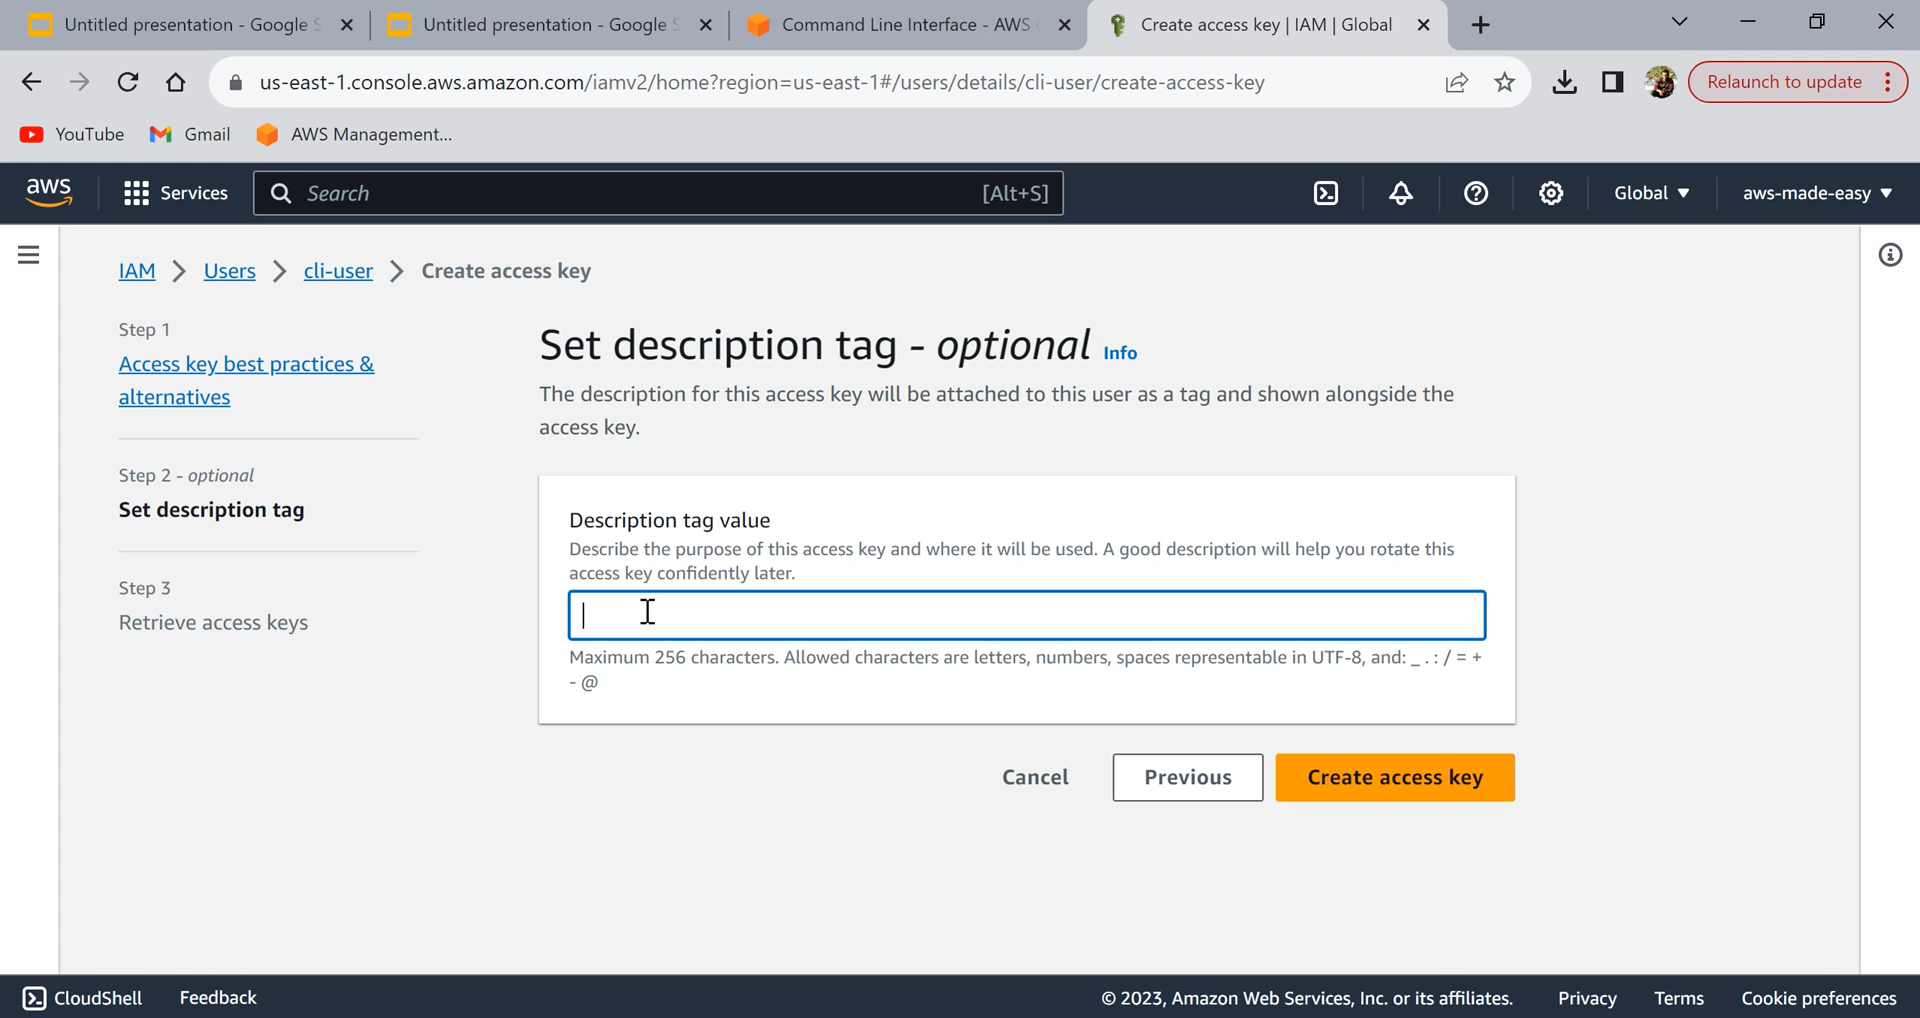 Untitled presentation - Google S
Untitled presentation - Google S
Command Line Interface - AWS
Create access key | IAM | Global
us-east-1.console.aws.amazon.com/iamv2/home?region=us-east-1#/users/details/cli-user/create-access-key
Relaunch to update
YouTube
Gmail
AWS Management...
aws
Services
Search
[Alt+S]
Global
aws-made-easy
IAM > Users > cli-user > Create access key
Step 1
Access key best practices &
alternatives
Step 2 - optional
Set description tag
Step 3
Retrieve access keys
Set description tag - optional Info
The description for this access key will be attached to this user as a tag and shown alongside the
access key.
Description tag value
Describe the purpose of this access key and where it will be used. A good description will help you rotate this
access key confidently later.
Maximum 256 characters. Allowed characters are letters, numbers, spaces representable in UTF-8, and: _ . : / = +
- @
Cancel
Previous
Create access key
CloudShell
Feedback
© 2023, Amazon Web Services, Inc. or its affiliates.
Privacy
Terms
Cookie preferences